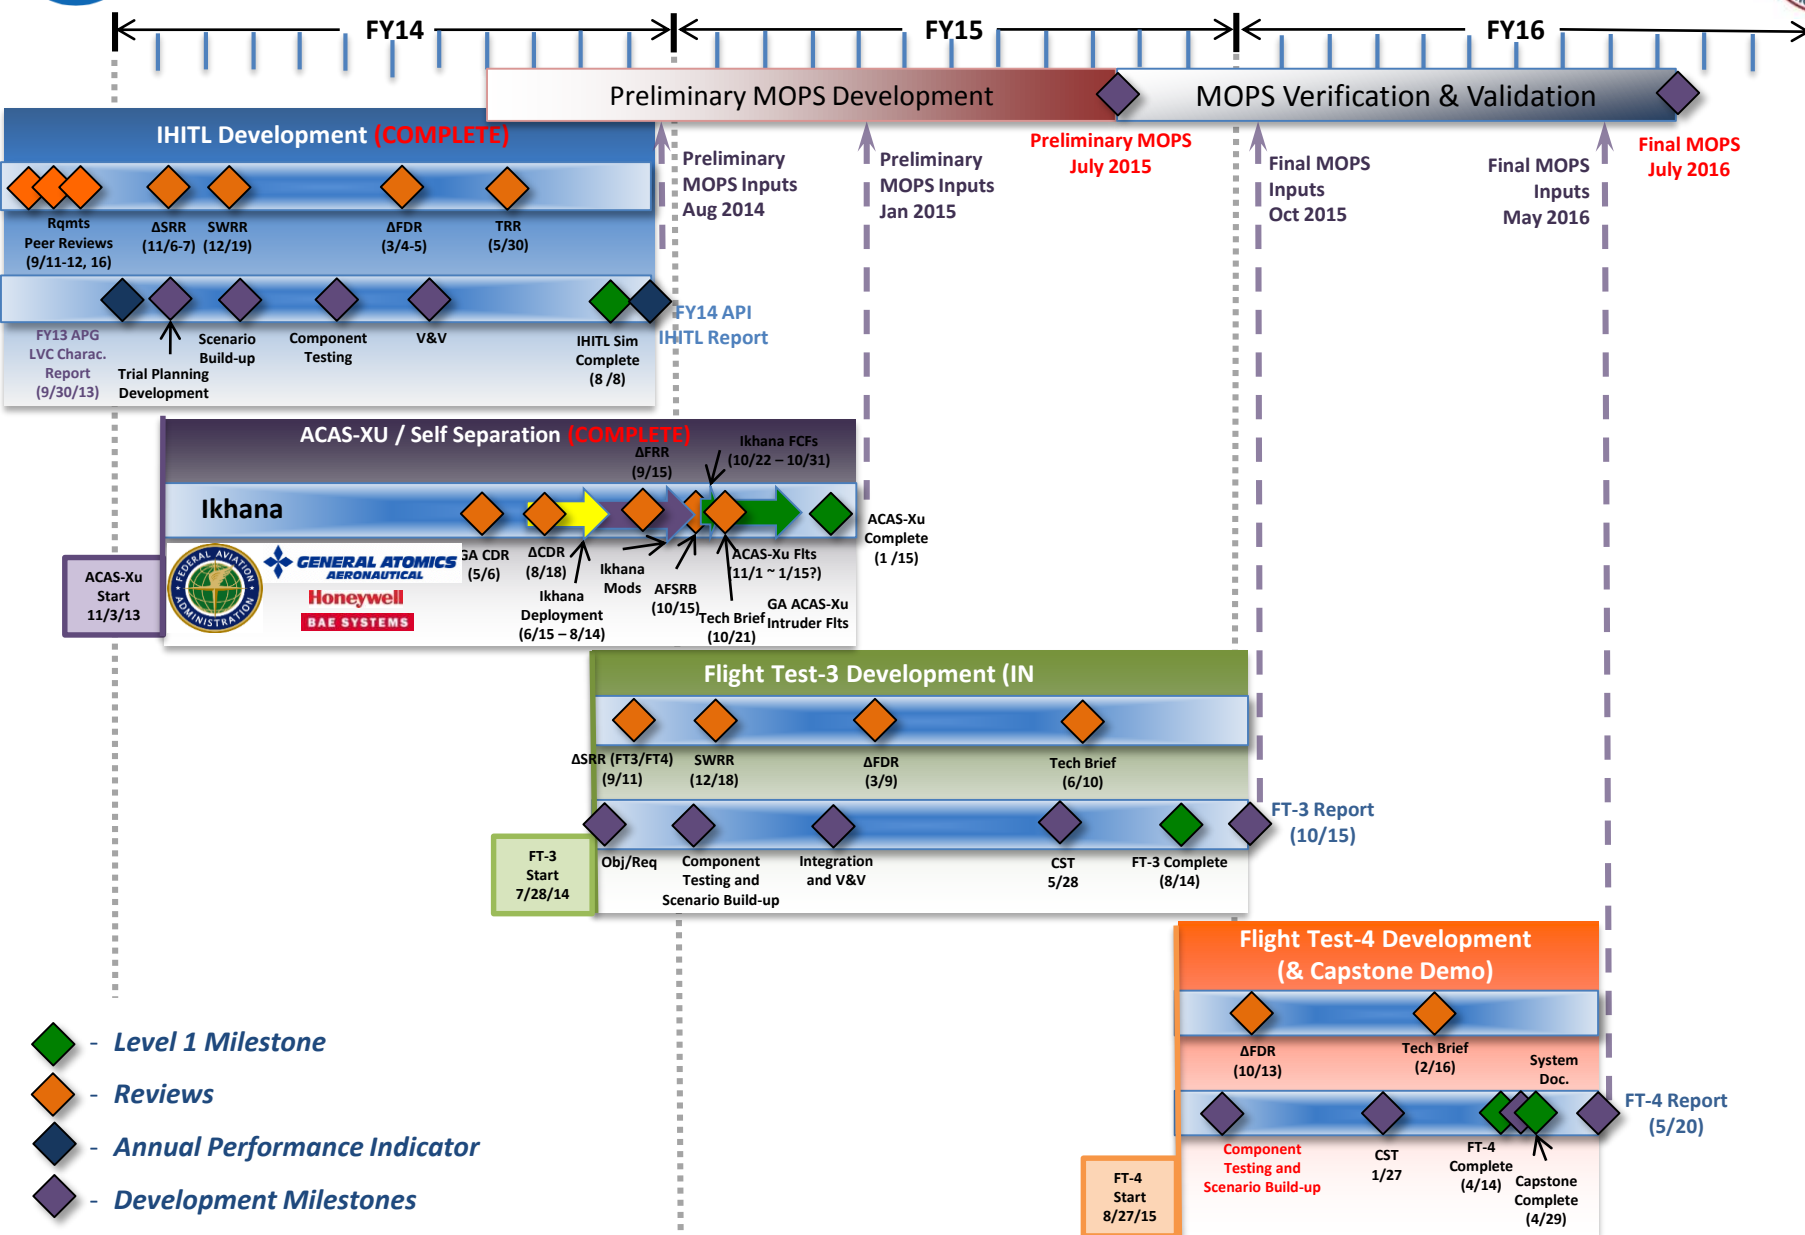 FY14
FY15
FY16
Preliminary MOPS Development
MOPS Verification & Validation
Preliminary MOPS
July 2015
Final MOPS
July 2016
Preliminary
MOPS Inputs
Aug 2014
Preliminary
MOPS Inputs
Jan 2015
Final MOPS
Inputs
Oct 2015
Final MOPS
Inputs
May 2016
IHITL Development (COMPLETE)
Rqmts
Peer Reviews
(9/11-12, 16)
ΔSRR
(11/6-7)
SWRR
(12/19)
ΔFDR
(3/4-5)
TRR
(5/30)
FY13 APG
LVC Charac.
Report
(9/30/13)
Trial Planning
Development
Scenario
Build-up
Component
Testing
V&V
IHITL Sim
Complete
(8 /8)
FY14 API
IHITL Report
ACAS-XU / Self Separation (COMPLETE)
ΔFRR
(9/15)
Ikhana FCFs
(10/22 – 10/31)
Ikhana
ACAS-Xu
Start
11/3/13
FEDERAL AVIATION
ADMINISTRATION
GENERAL ATOMICS
AERONAUTICAL
Honeywell
BAE SYSTEMS
GA CDR
(5/6)
ΔCDR
(8/18)
Ikhana
Deployment
(6/15 – 8/14)
Ikhana
Mods
AFSRB
(10/15)
Tech Brief
(10/21)
ACAS-Xu Flts
(11/1 ~ 1/15?)
GA ACAS-Xu
Intruder Flts
ACAS-Xu
Complete
(1 /15)
Flight Test-3 Development (IN
ΔSRR (FT3/FT4)
(9/11)
SWRR
(12/18)
ΔFDR
(3/9)
Tech Brief
(6/10)
FT-3
Start
7/28/14
Obj/Req
Component
Testing and
Scenario Build-up
Integration
and V&V
CST
5/28
FT-3 Complete
(8/14)
FT-3 Report
(10/15)
Flight Test-4 Development
(& Capstone Demo)
ΔFDR
(10/13)
Tech Brief
(2/16)
System
Doc.
FT-4
Start
8/27/15
Component
Testing and
Scenario Build-up
CST
1/27
FT-4
Complete
(4/14)
Capstone
Complete
(4/29)
FT-4 Report
(5/20)
- Level 1 Milestone
- Reviews
- Annual Performance Indicator
- Development Milestones